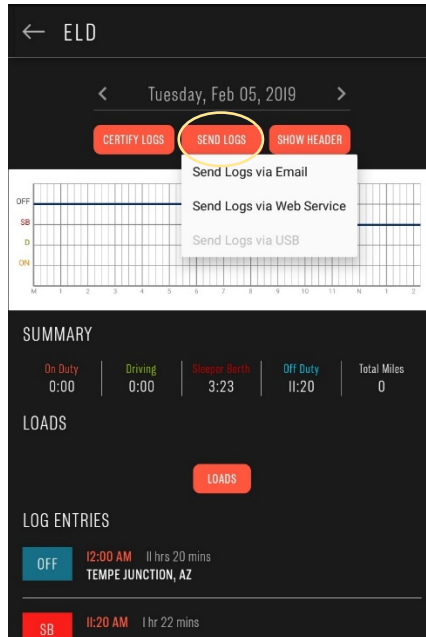 ← ELD
< Tuesday, Feb 05, 2019 >
CERTIFY LOGS SEND LOGS SHOW HEADER
Send Logs via Email
Send Logs via Web Service
Send Logs via USB
OFF
SB
D
ON
M 1 2 3 4 5 6 7 8 9 10 11 N 1 2
SUMMARY
On Duty Driving Sleeper Berth Off Duty Total Miles
0:00 0:00 3:23 11:20 0
LOADS
LOADS
LOG ENTRIES
OFF 12:00 AM 11 hrs 20 mins
TEMPE JUNCTION, AZ
SB 11:20 AM 1 hr 22 mins